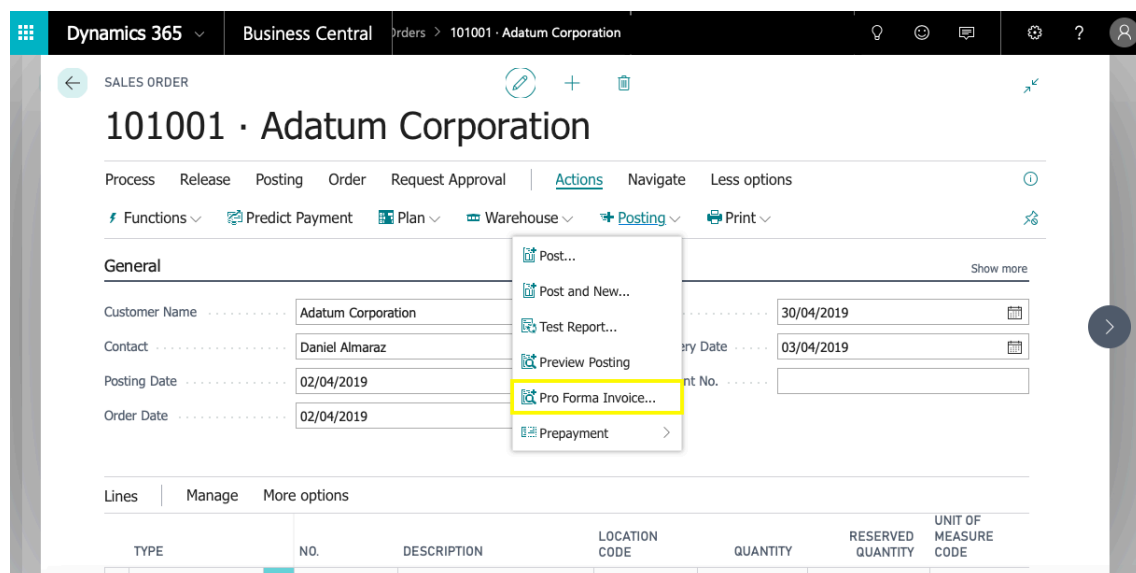 Dynamics 365 Business Central Orders > 101001 · Adatum Corporation ?
SALES ORDER
101001 · Adatum Corporation
Process Release Posting Order Request Approval Actions Navigate Less options
Functions Predict Payment Plan Warehouse Posting Print
Post...
General Show more
Post and New...
Customer Name Adatum Corporation 30/04/2019
Test Report...
Contact Daniel Almaraz ery Date 03/04/2019
Preview Posting
Posting Date 02/04/2019 nt No.
Pro Forma Invoice...
Order Date 02/04/2019
Prepayment
Lines Manage More options
TYPE NO. DESCRIPTION LOCATION CODE QUANTITY RESERVED QUANTITY UNIT OF MEASURE CODE